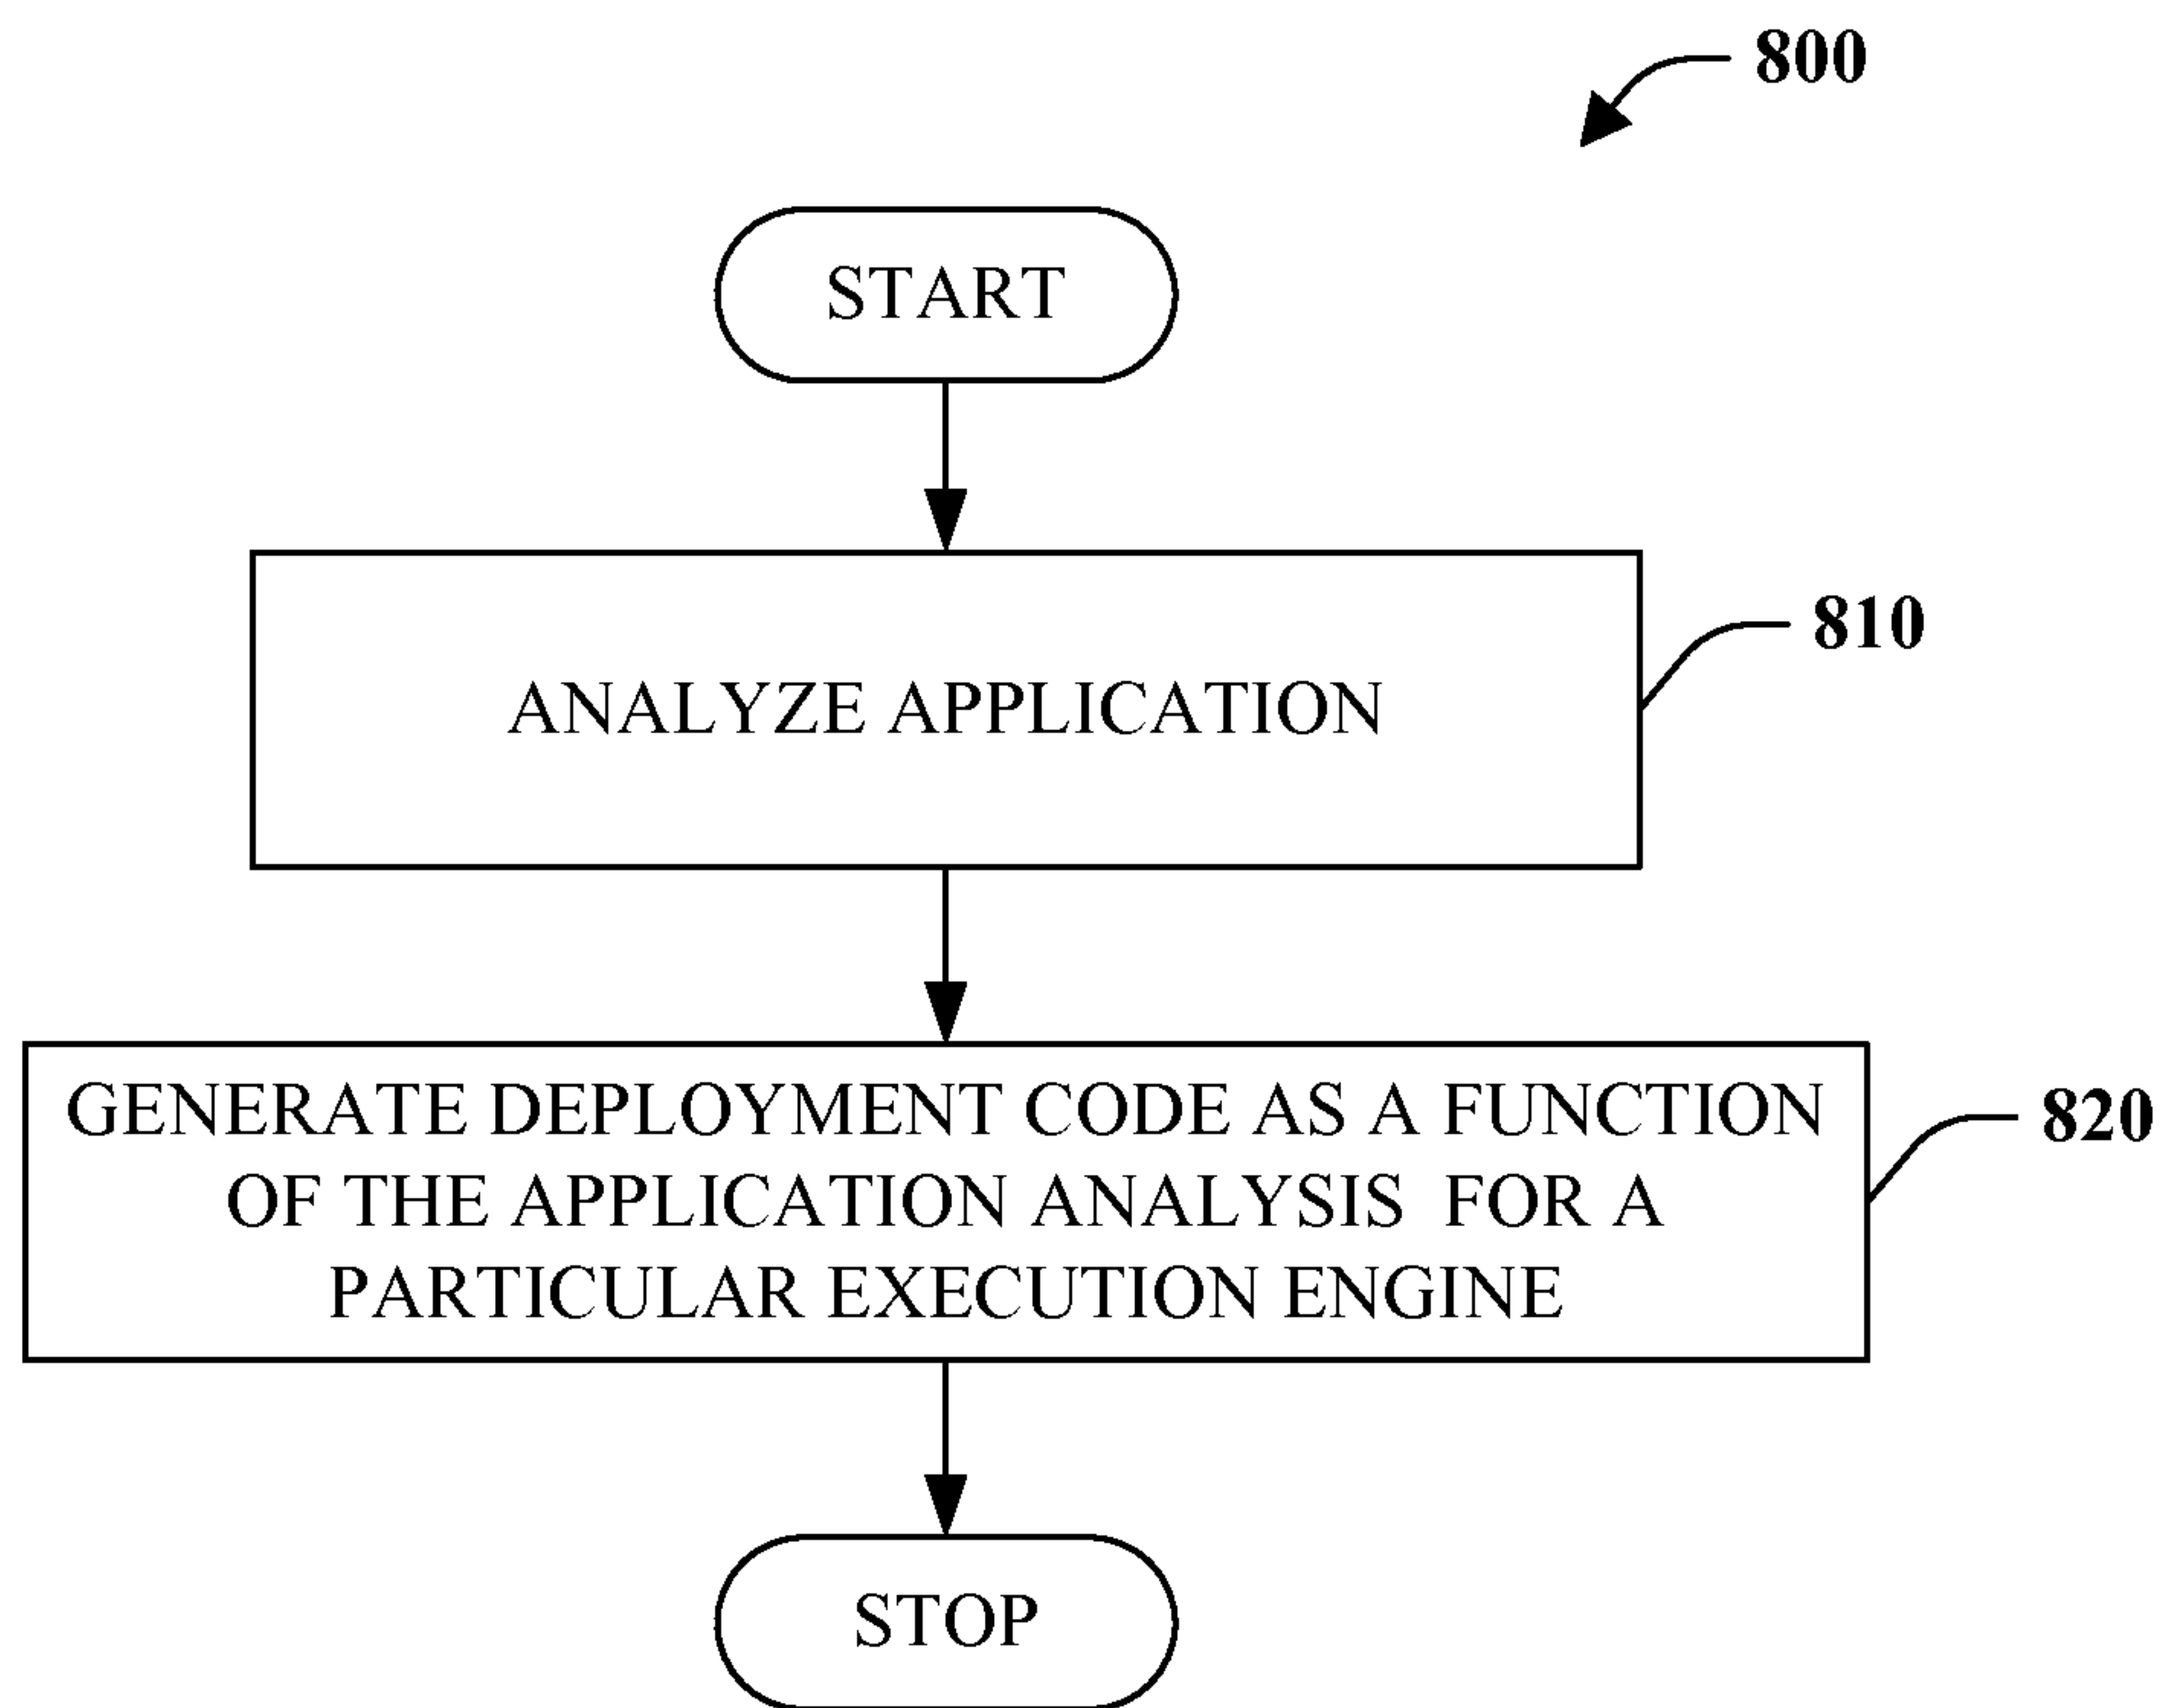 800
START
810
ANALYZE APPLICATION
820
GENERATE DEPLOYMENT CODE AS A FUNCTION
OF THE APPLICATION ANALYSIS FOR A
PARTICULAR EXECUTION ENGINE
STOP